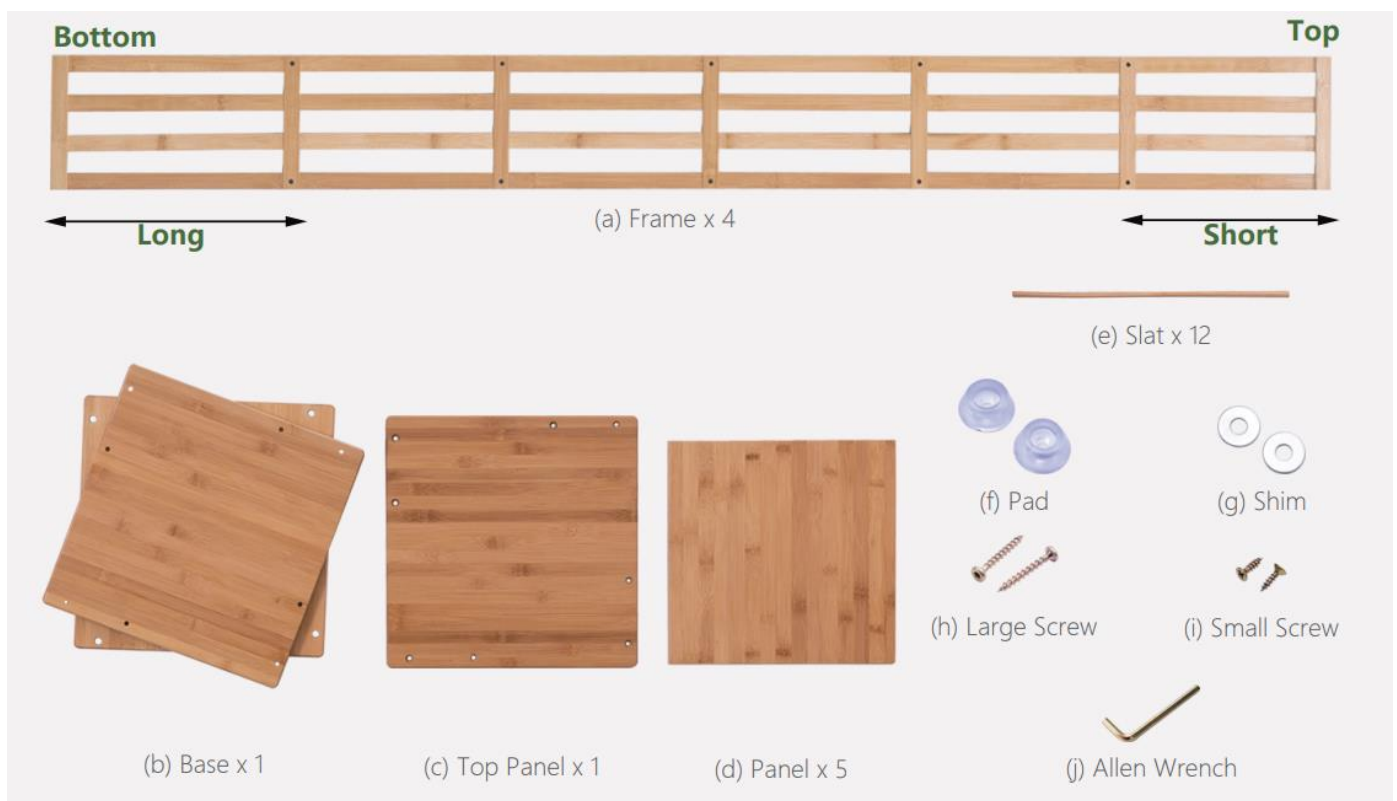 Bottom
Top
Long
(a) Frame x 4
Short
(e) Slat x 12
(f) Pad
(g) Shim
(h) Large Screw
(i) Small Screw
(b) Base x 1
(c) Top Panel x 1
(d) Panel x 5
(j) Allen Wrench